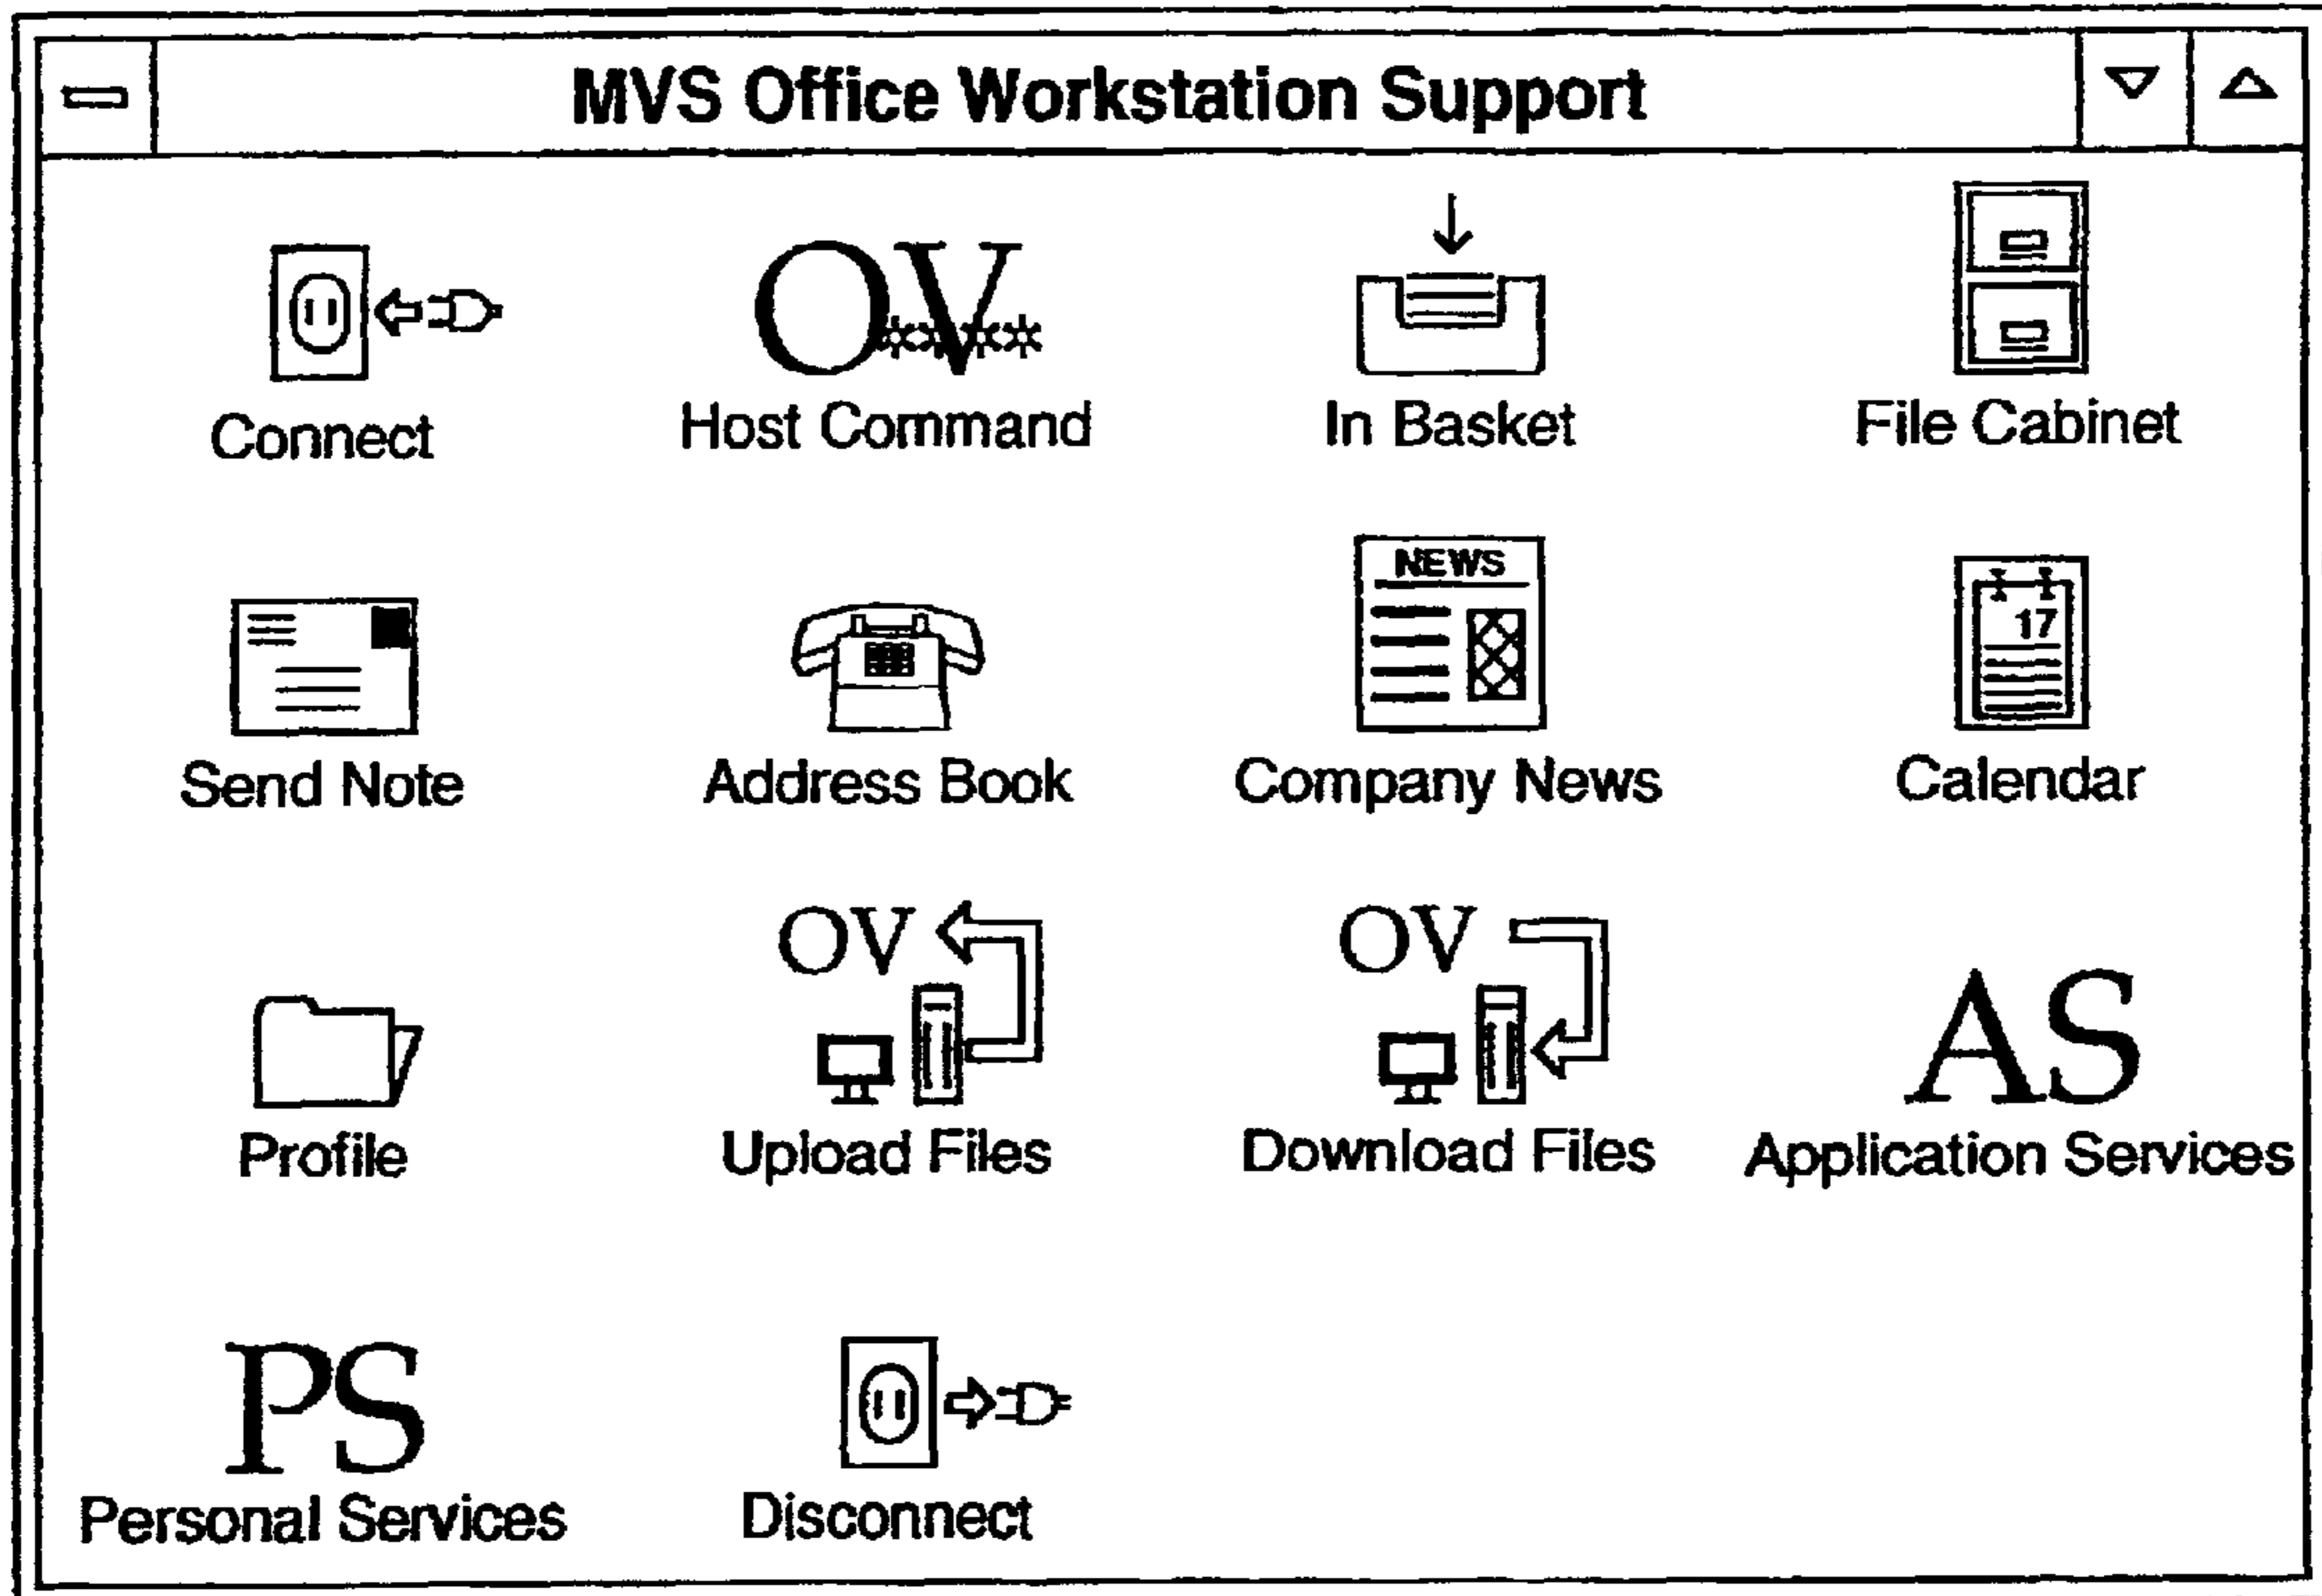 MVS Office Workstation Support
OV
****
Connect
Host Command
In Basket
File Cabinet
NEWS
17
Send Note
Address Book
Company News
Calendar
OV
OV
AS
Profile
Upload Files
Download Files
Application Services
PS
Personal Services
Disconnect